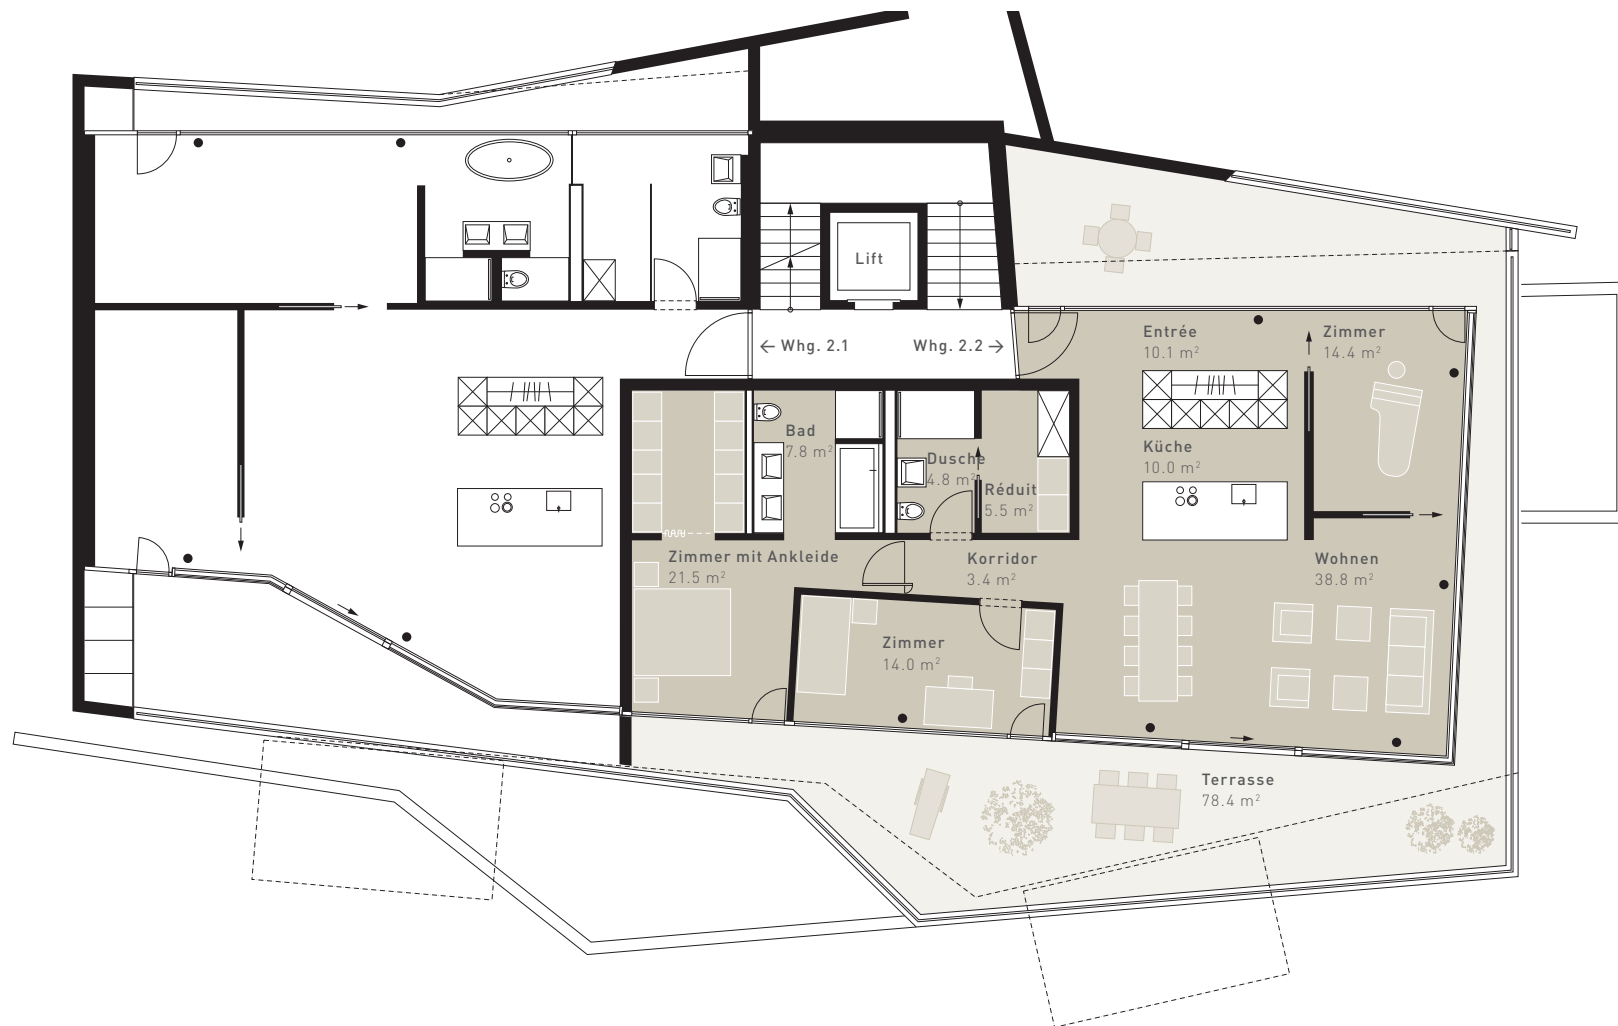 Lift
← Whg. 2.1
Whg. 2.2 →
Entrée
10.1 m²
Zimmer
14.4 m²
Bad
7.8 m²
Dusche
4.8 m²
Réduit
5.5 m²
Küche
10.0 m²
Zimmer mit Ankleide
21.5 m²
Korridor
3.4 m²
Wohnen
38.8 m²
Zimmer
14.0 m²
Terrasse
78.4 m²